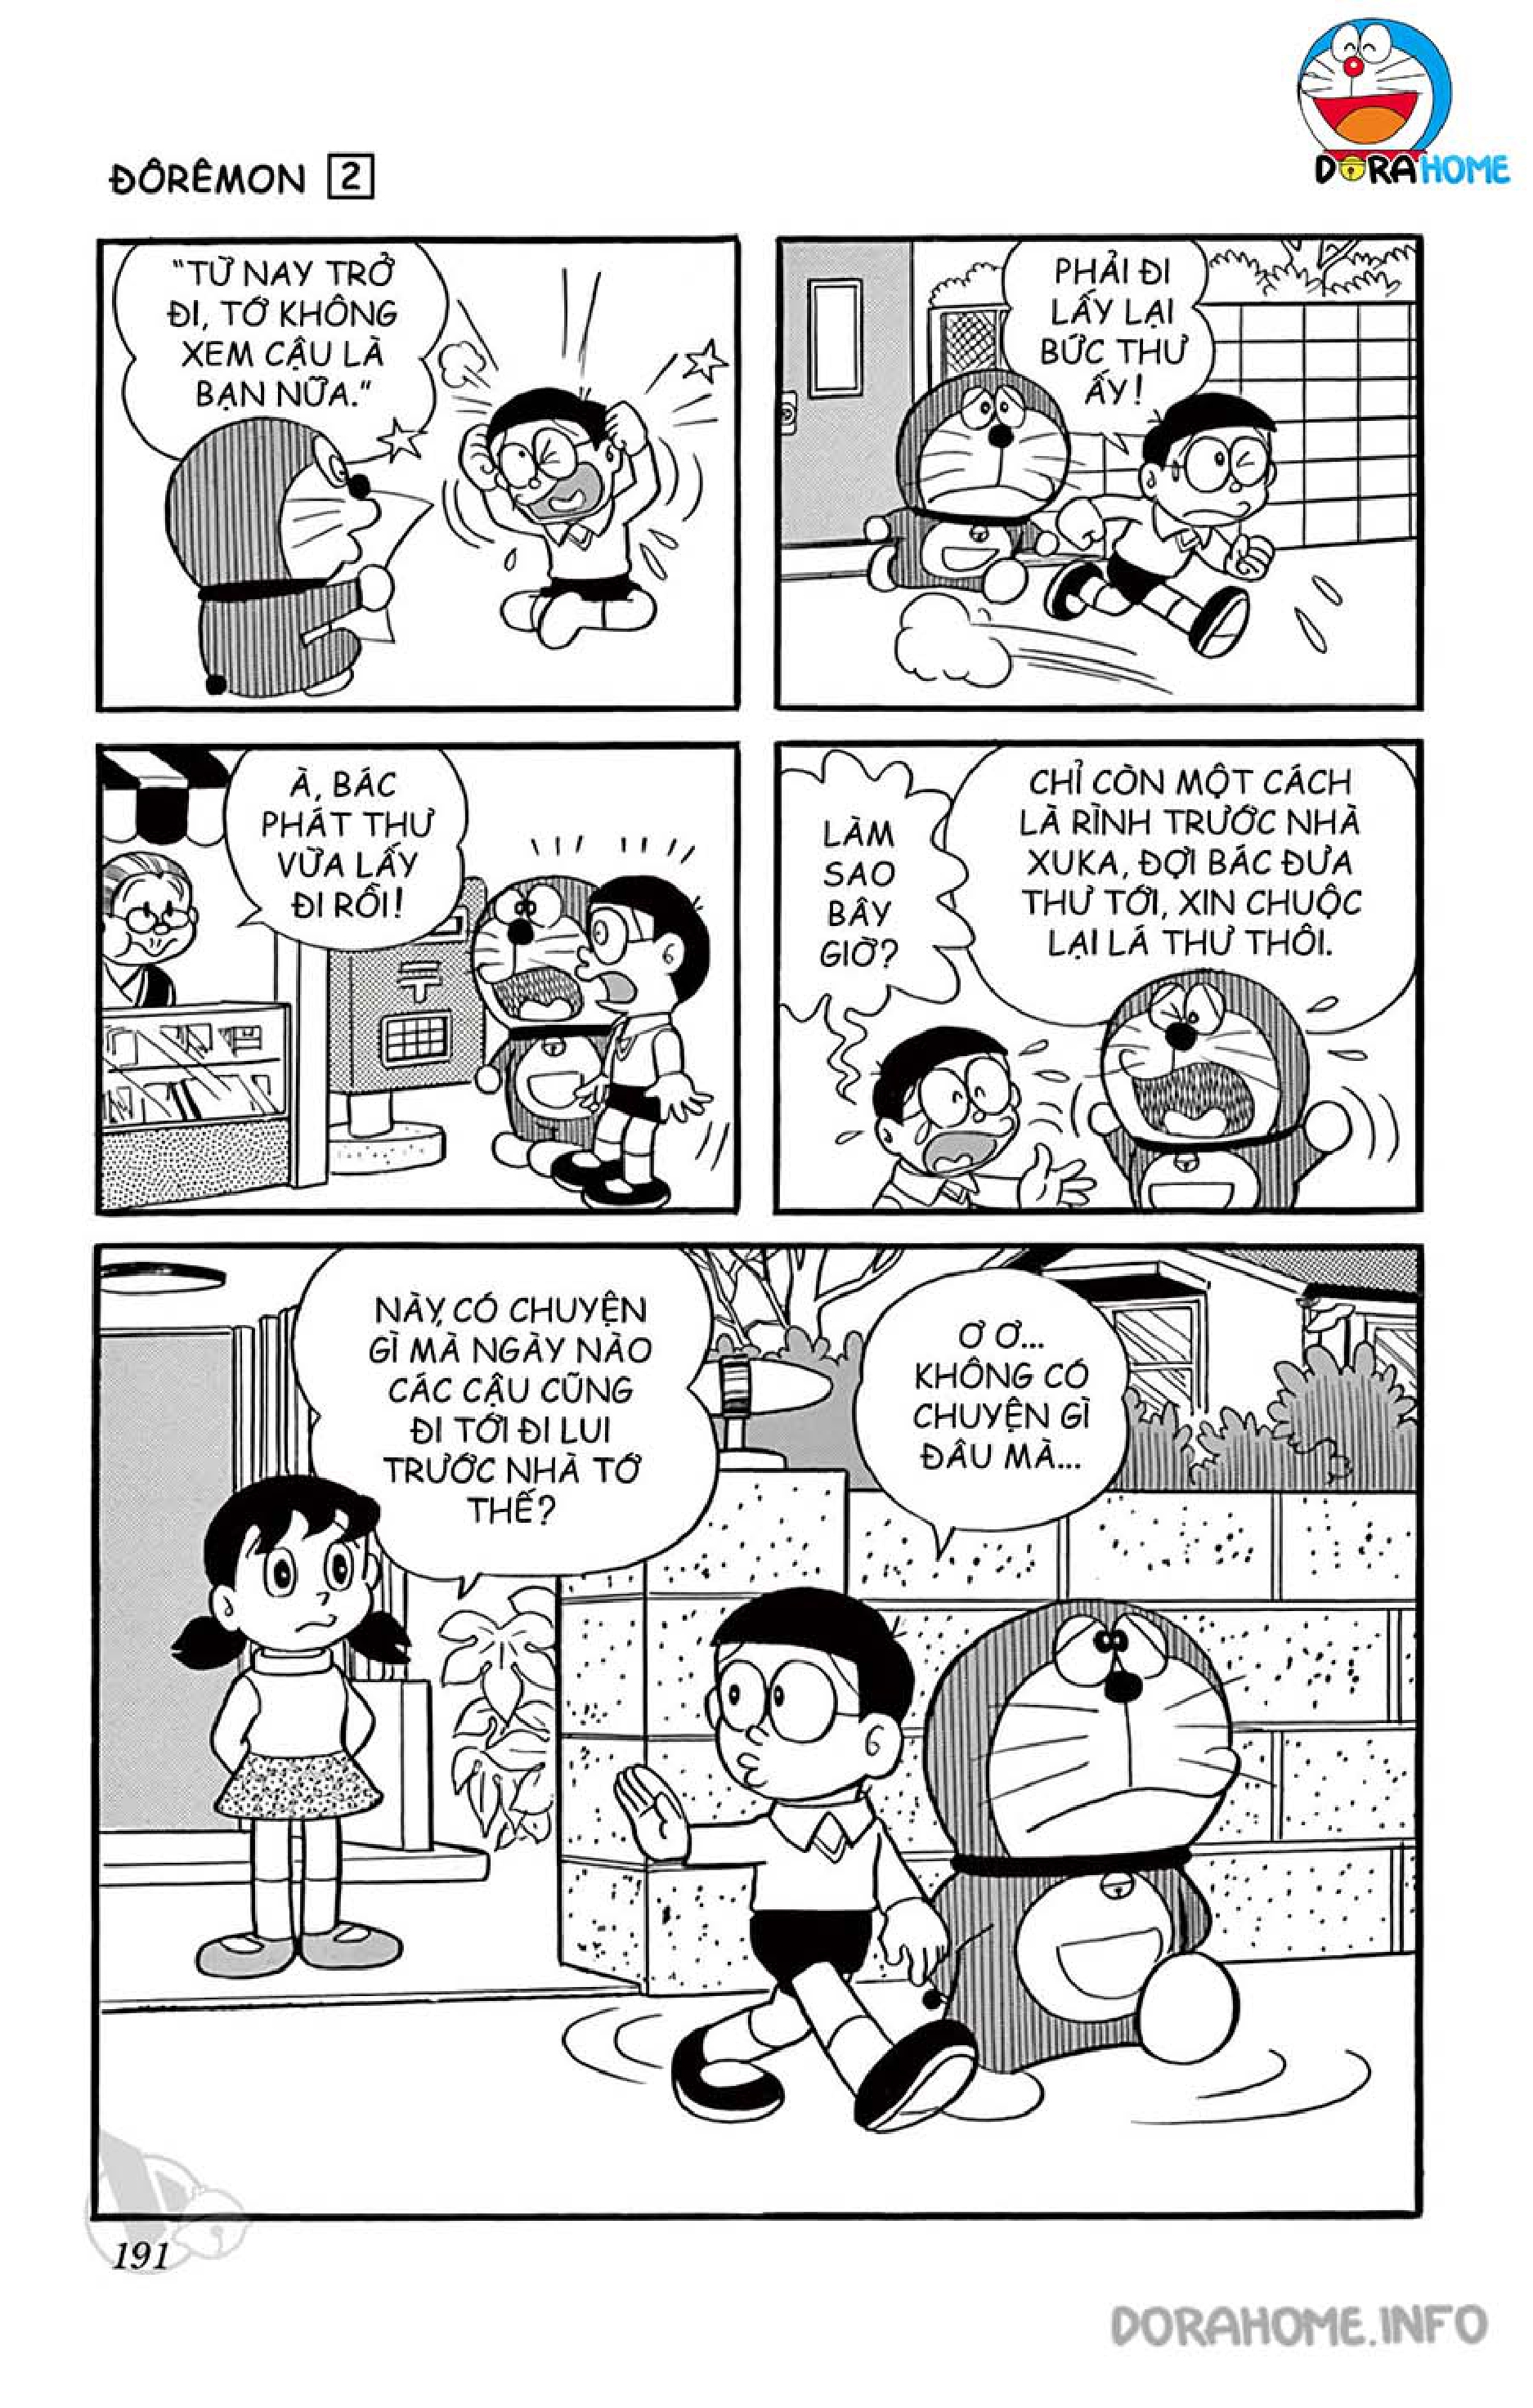 DORAHOME
ĐÔRÊMON 2
"TỪ NAY TRỞ
ĐI, TỚ KHÔNG
XEM CẬU LÀ
BẠN NỮA."
PHẢI ĐI
LẤY LẠI
BỨC THƯ
ẤY!
À, BÁC
PHÁT THƯ
VỪA LẤY
ĐI RỒI!
〒
LÀM
SAO
BÂY
GIỜ?
CHỈ CÒN MỘT CÁCH
LÀ RÌNH TRƯỚC NHÀ
XUKA, ĐỢI BÁC ĐƯA
THƯ TỚI, XIN CHUỘC
LẠI LÁ THƯ THÔI.
NÀY, CÓ CHUYỆN
GÌ MÀ NGÀY NÀO
CÁC CẬU CŨNG
ĐI TỚI ĐI LUI
TRƯỚC NHÀ TỚ
THẾ?
Ơ Ơ...
KHÔNG CÓ
CHUYỆN GÌ
ĐÂU MÀ...
191
DORAHOME.INFO